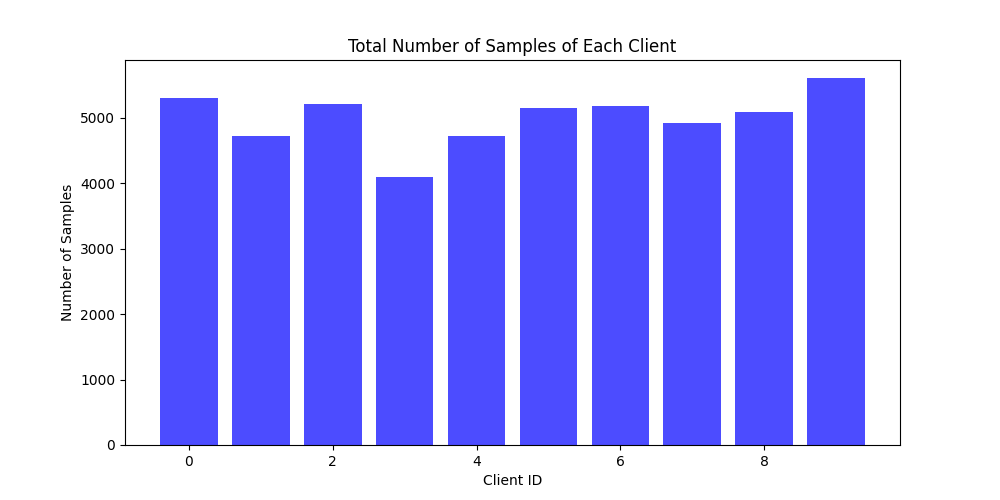 Total Number of Samples of Each Client
Number of Samples
5000
4000
3000
2000
1000
0
0 2 4 6 8
Client ID